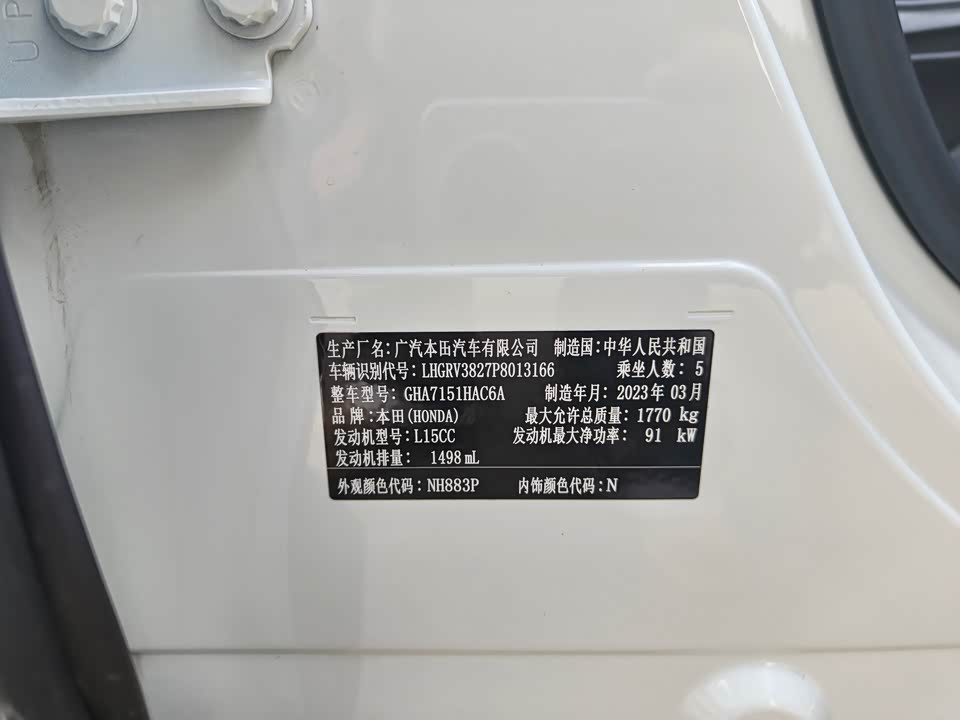 UP
生产厂名：广汽本田汽车有限公司 制造国：中华人民共和国
车辆识别代号：LHGRV3827P8013166 乘坐人数：5
整车型号：GHA7151HAC6A 制造年月：2023年 03月
品 牌：本田(HONDA) 最大允许总质量：1770 kg
发动机型号：L15CC 发动机最大净功率：91 kW
发动机排量：1498 mL
外观颜色代码：NH883P 内饰颜色代码：N